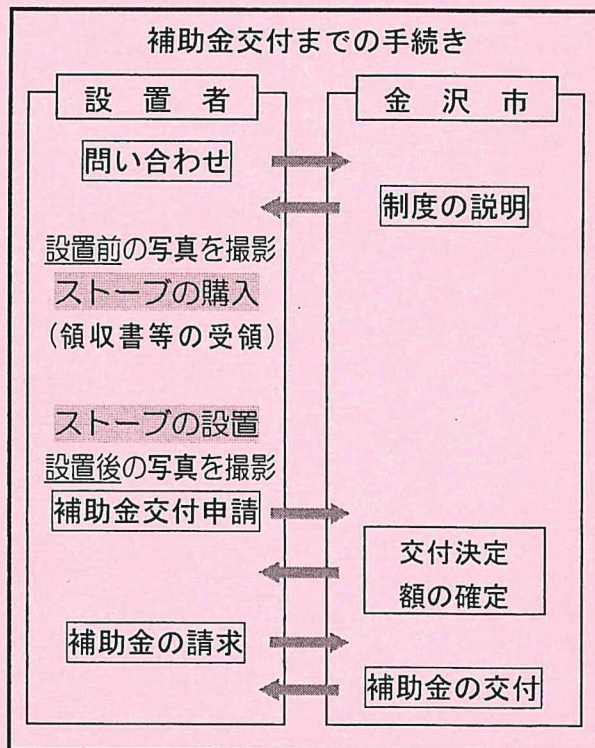 補助金交付までの手続き
設置者
金沢市
問い合わせ
制度の説明
設置前の写真を撮影
ストーブの購入
(領収書等の受領)
ストーブの設置
設置後の写真を撮影
補助金交付申請
交付決定
額の確定
補助金の請求
補助金の交付